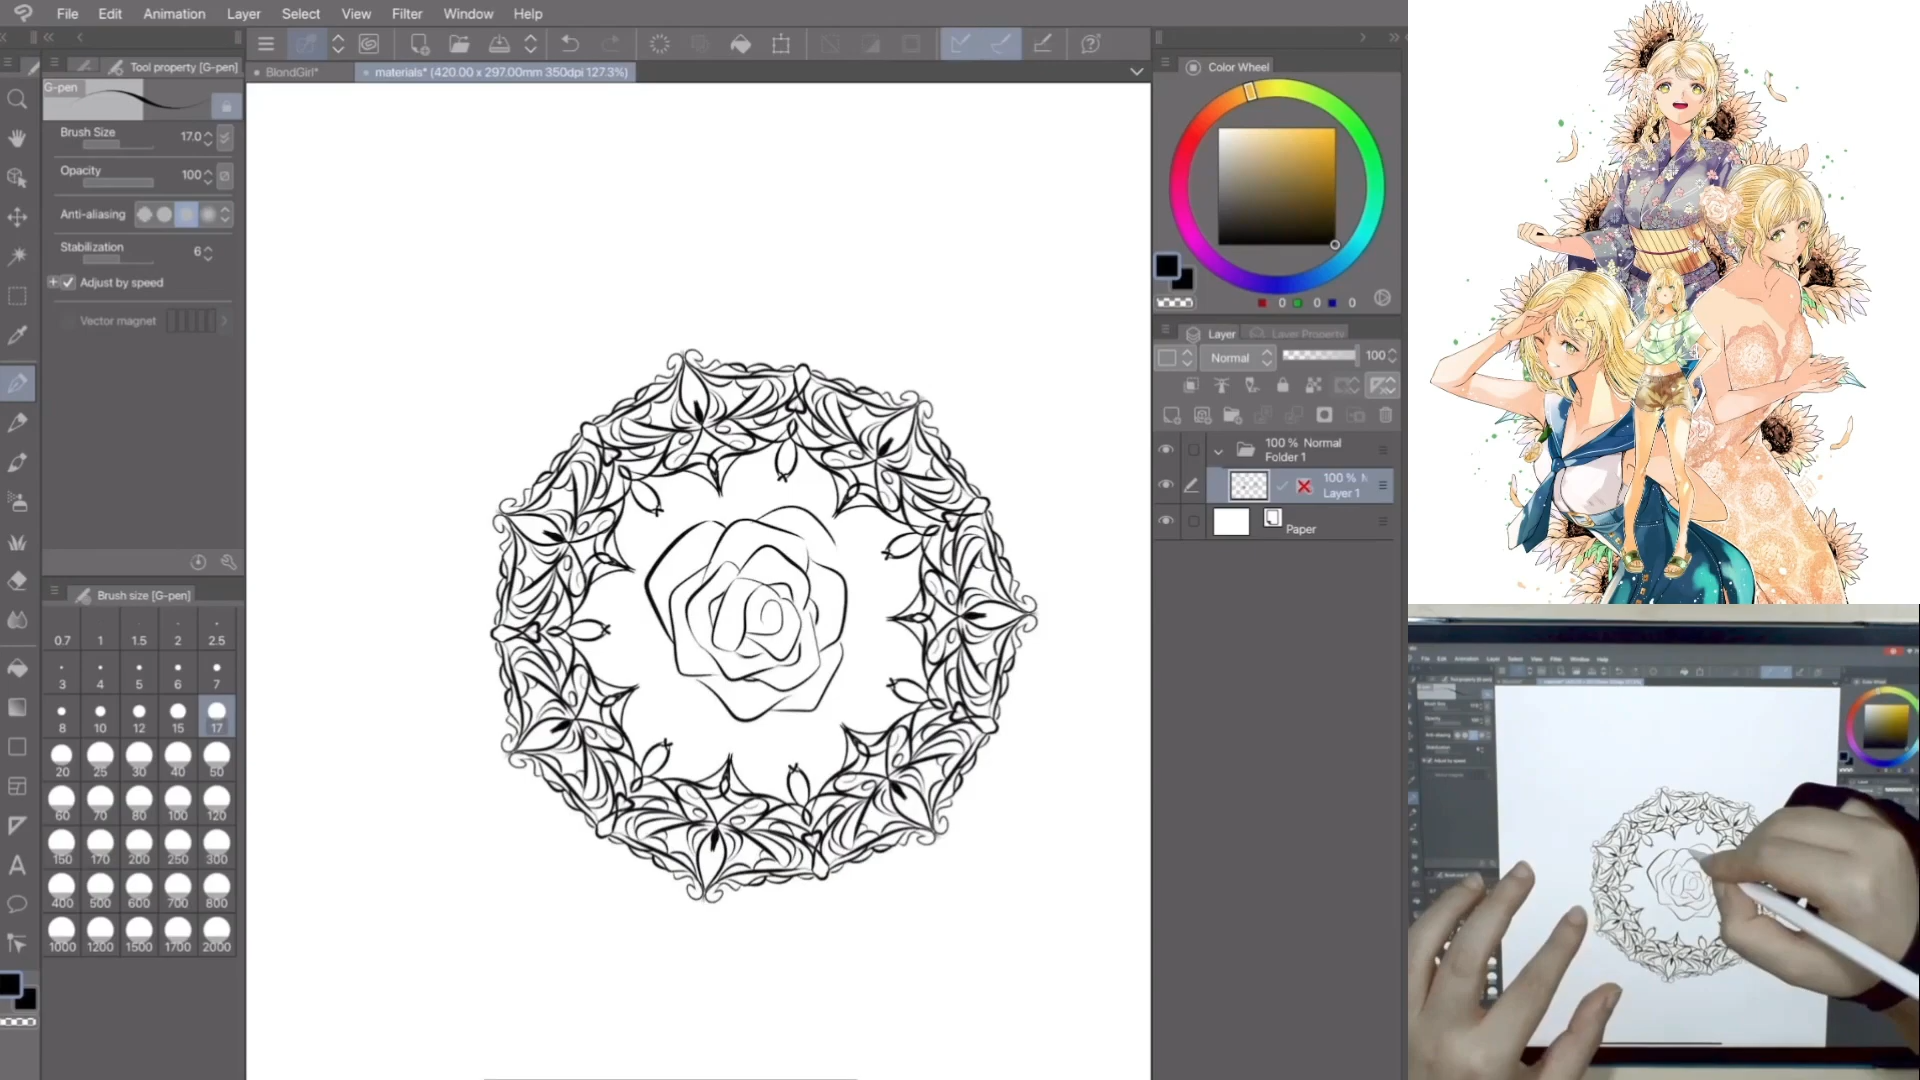 File Edit Animation Layer Select View Filter Window Help
Tool property [G-pen]
BlondGirl*
materials* (420.00 x 297.00mm 350dpi 127.3%)
Color Wheel
G-pen
Brush Size 17.0
Opacity 100
Anti-aliasing
Stabilization 6
Adjust by speed
Vector magnet
0 0 0
Layer Layer Property
Normal 100
100 % Normal
Folder 1
100 % N
Layer 1
Paper
Brush size [G-pen]
0.7 1 1.5 2 2.5
3 4 5 6 7
8 10 12 15 17
20 25 30 40 50
60 70 80 100 120
150 170 200 250 300
400 500 600 700 800
1000 1200 1500 1700 2000